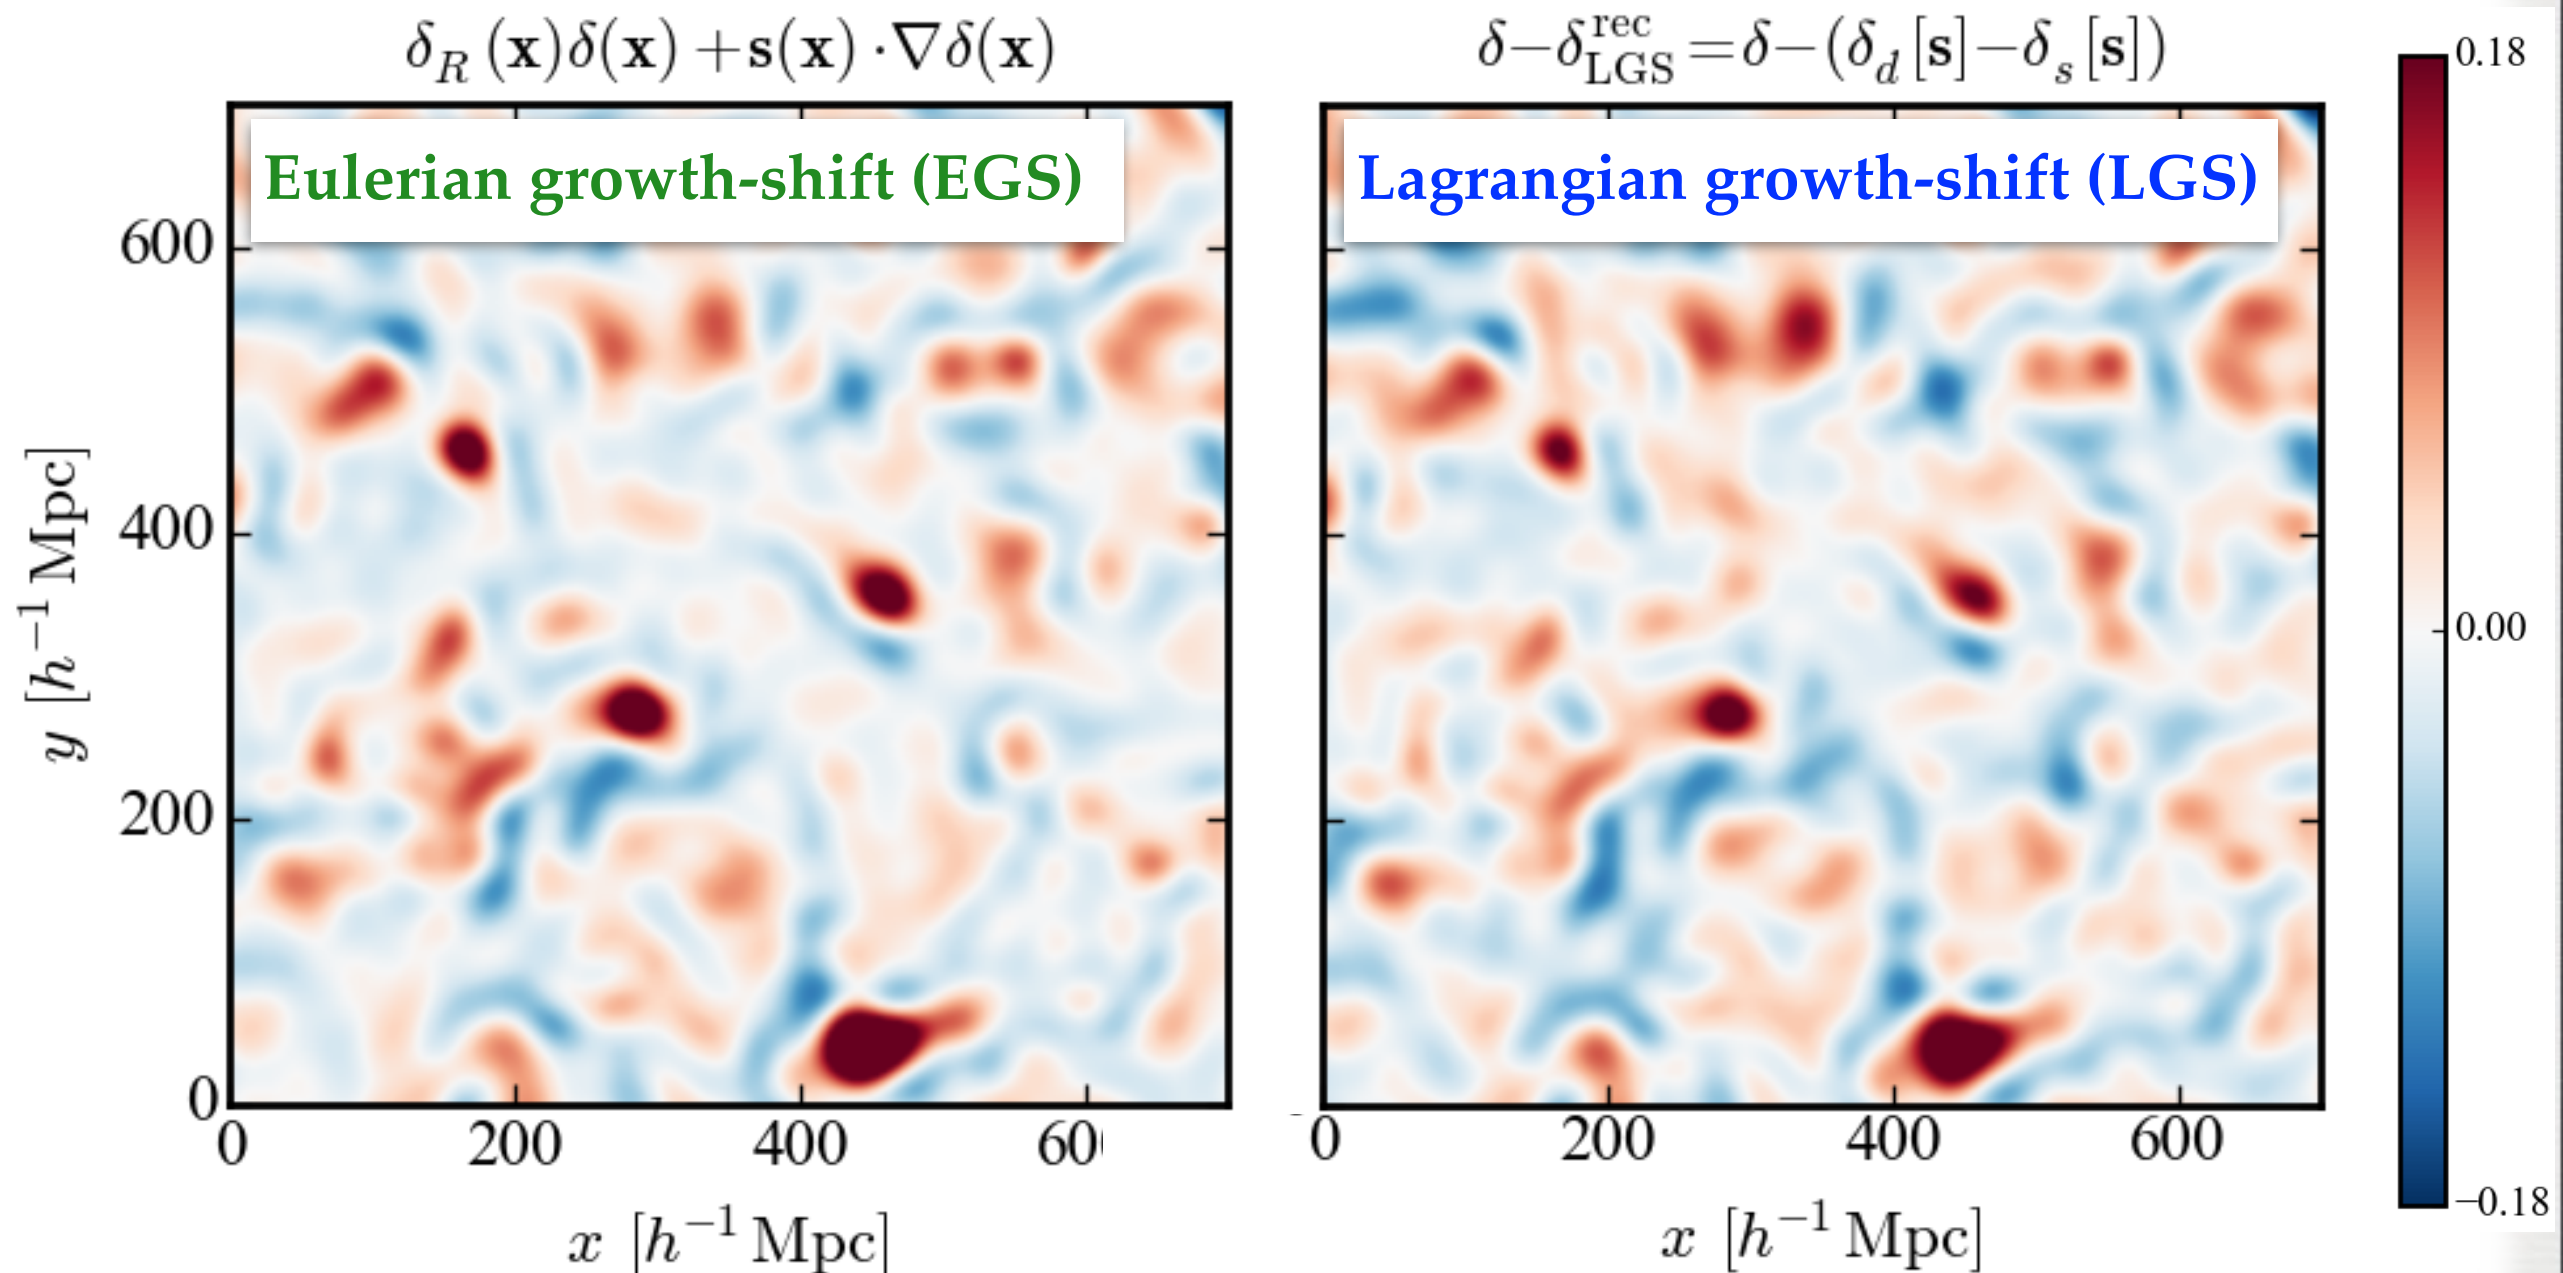 δ_R (x)δ(x) + s(x) · ∇δ(x)
δ−δ^rec_LGS = δ−(δ_d [s]−δ_s [s])
Eulerian growth-shift (EGS)
Lagrangian growth-shift (LGS)
600
400
200
0
y [h⁻¹ Mpc]
0 200 400 60
x [h⁻¹ Mpc]
0 200 400 600
x [h⁻¹ Mpc]
0.18
0.00
−0.18